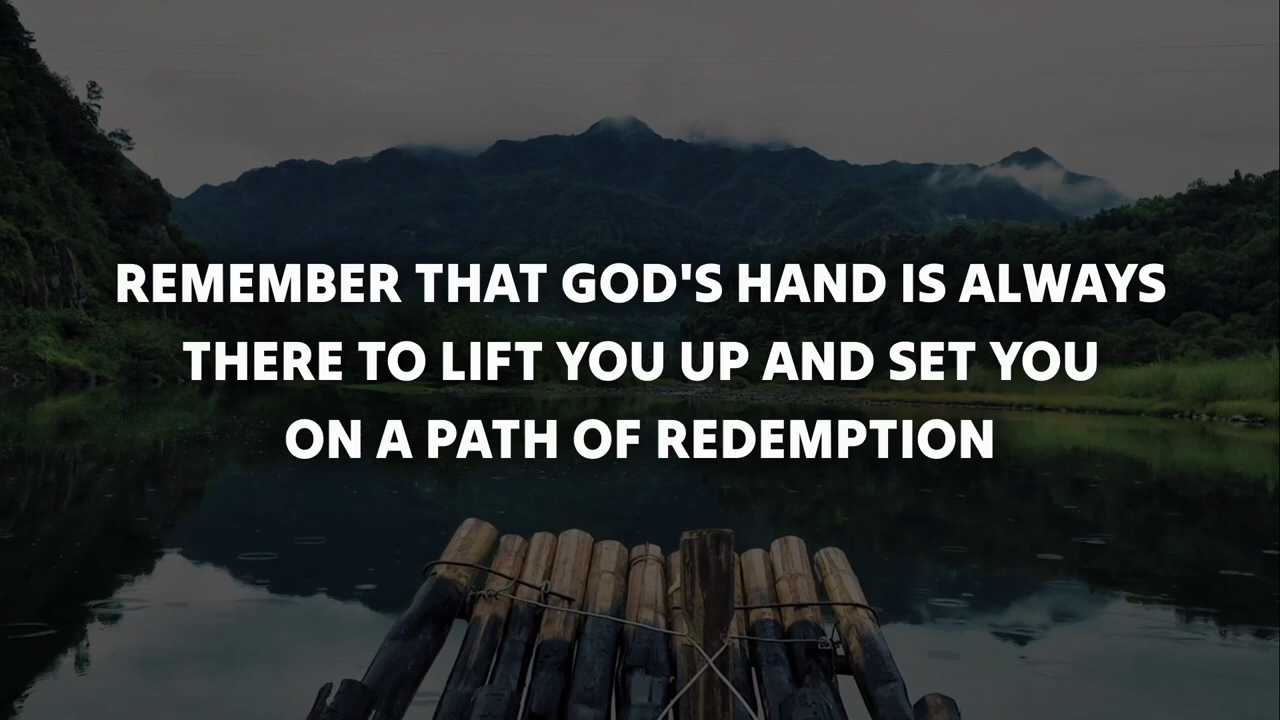 REMEMBER THAT GOD'S HAND IS ALWAYS
THERE TO LIFT YOU UP AND SET YOU
ON A PATH OF REDEMPTION